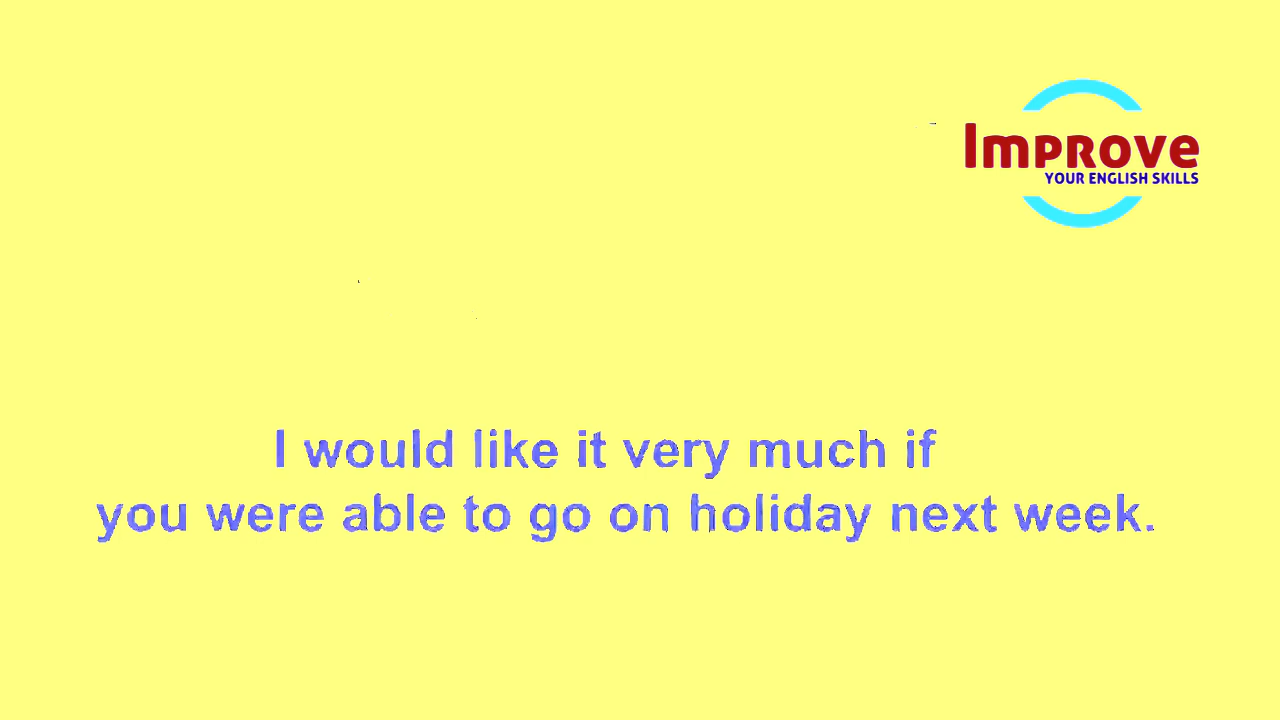 Improve
YOUR ENGLISH SKILLS
I would like it very much if
you were able to go on holiday next week.